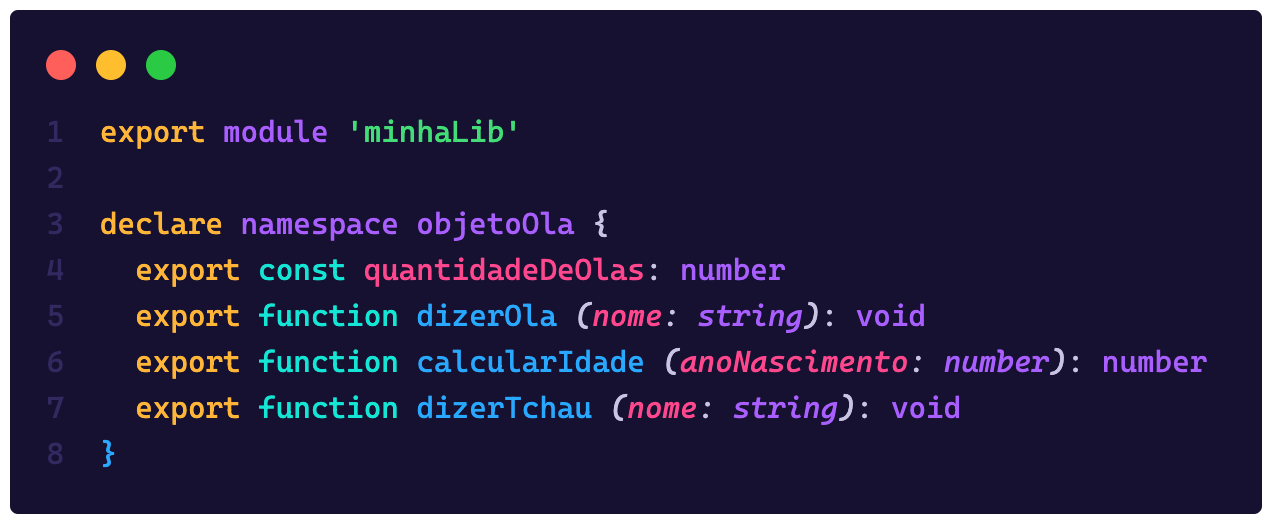 1 export module 'minhaLib'
2
3 declare namespace objetoOla {
4   export const quantidadeDeOlas: number
5   export function dizerOla (nome: string): void
6   export function calcularIdade (anoNascimento: number): number
7   export function dizerTchau (nome: string): void
8 }